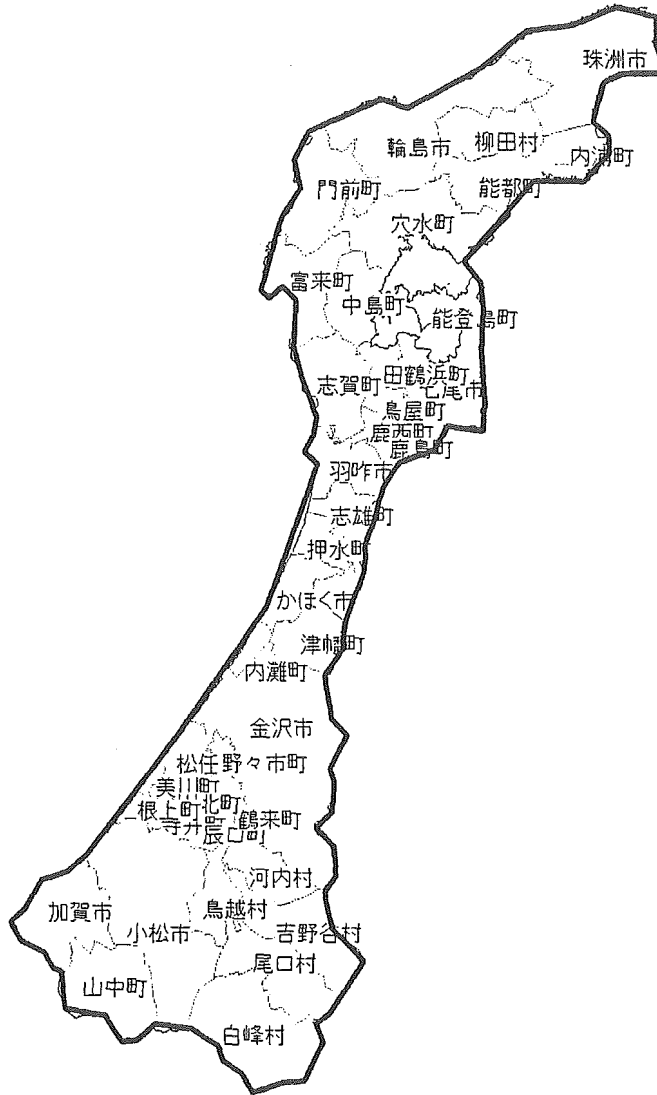 珠洲市
輪島市
柳田村
内浦町
門前町
能都町
穴水町
富来町
中島町
能登島町
志賀町
田鶴浜町
七尾市
鳥屋町
鹿西町
鹿島町
羽咋市
志雄町
押水町
かほく市
津幡町
内灘町
金沢市
松任
野々市町
美川町
根上町
北町
寺井町
鶴来町
辰口町
河内村
鳥越村
加賀市
小松市
吉野谷村
尾口村
山中町
白峰村